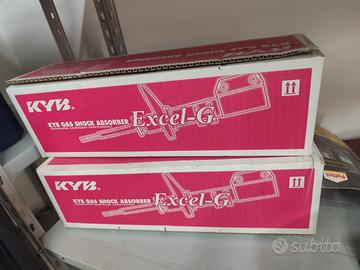 KYB
Excel-G
KYB GAS SHOCK ABSORBER
KYB
Excel-G
KYB GAS SHOCK ABSORBER
subito